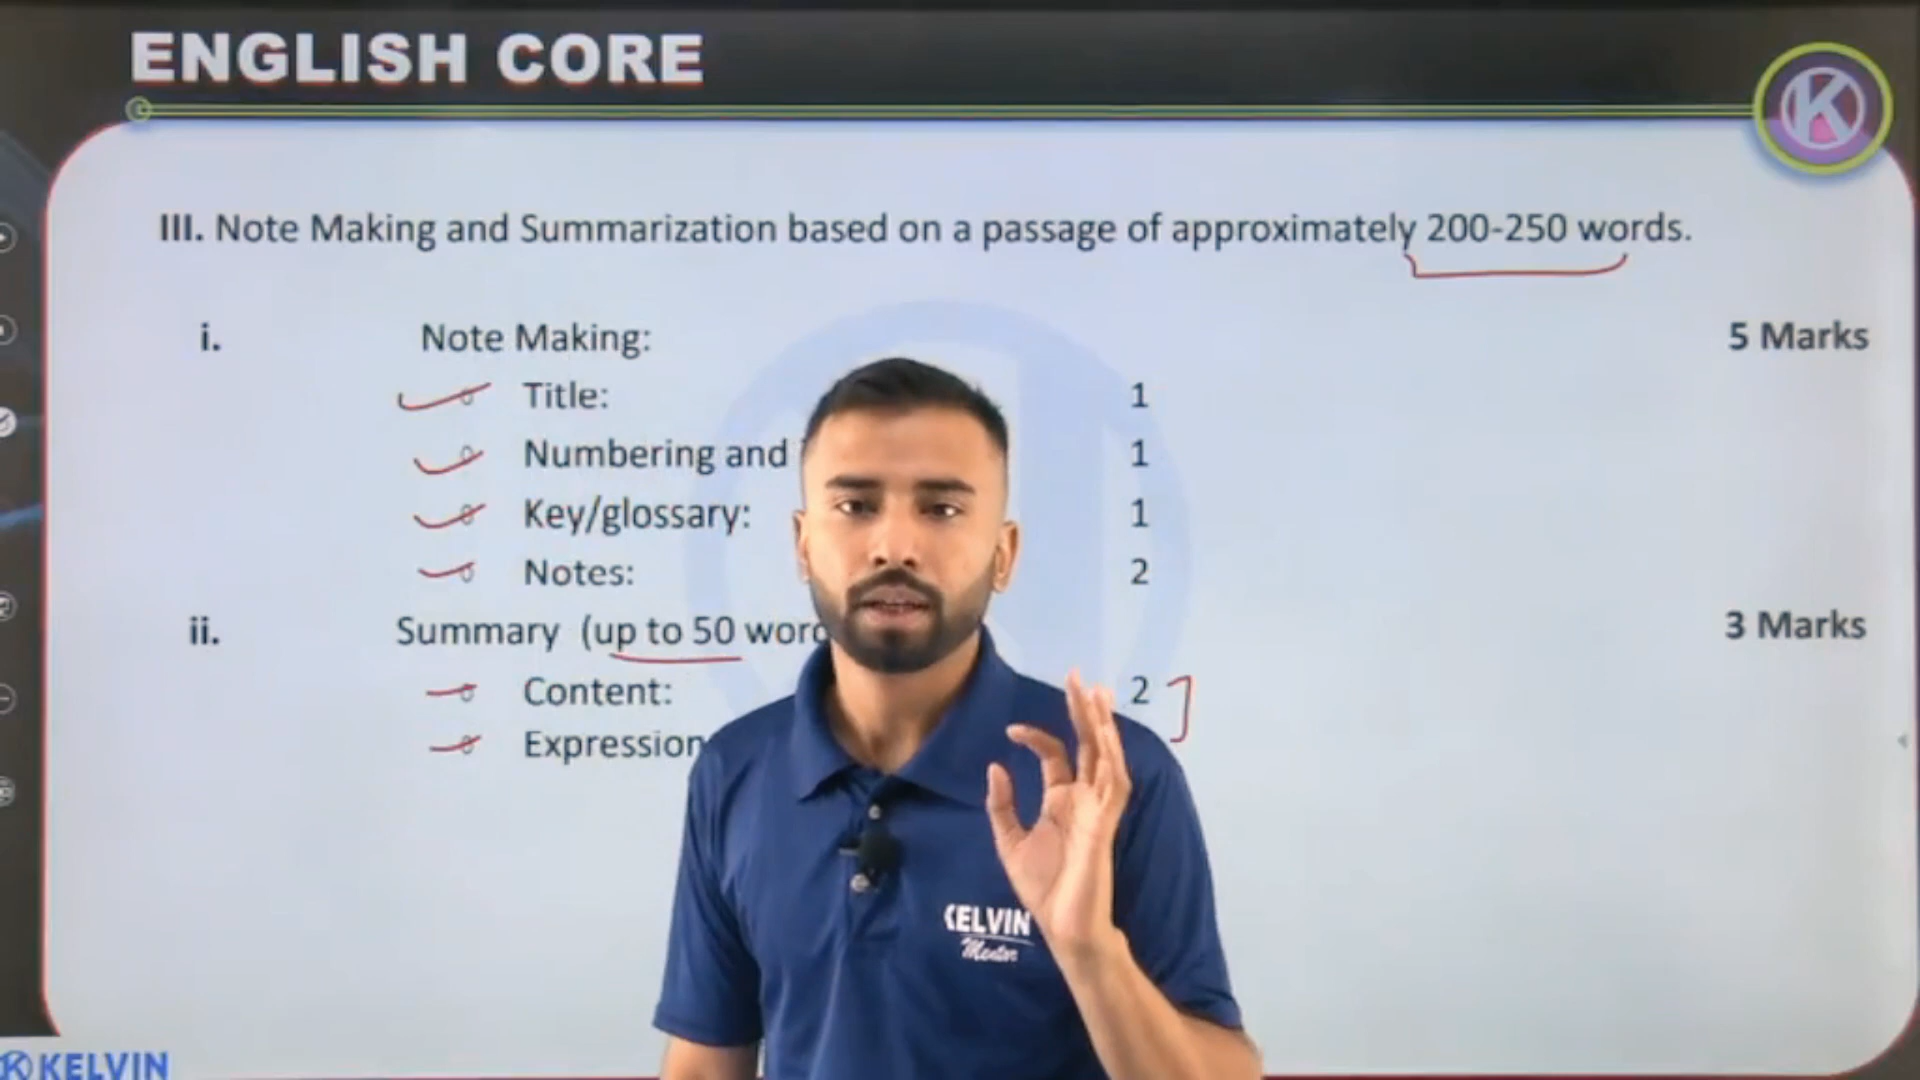 ENGLISH CORE
K
III. Note Making and Summarization based on a passage of approximately 200-250 words.
i. Note Making: 5 Marks
Title: 1
Numbering and 1
Key/glossary: 1
Notes: 2
ii. Summary (up to 50 word 3 Marks
Content: 2
Expression
KELVIN
Mentor
KELVIN